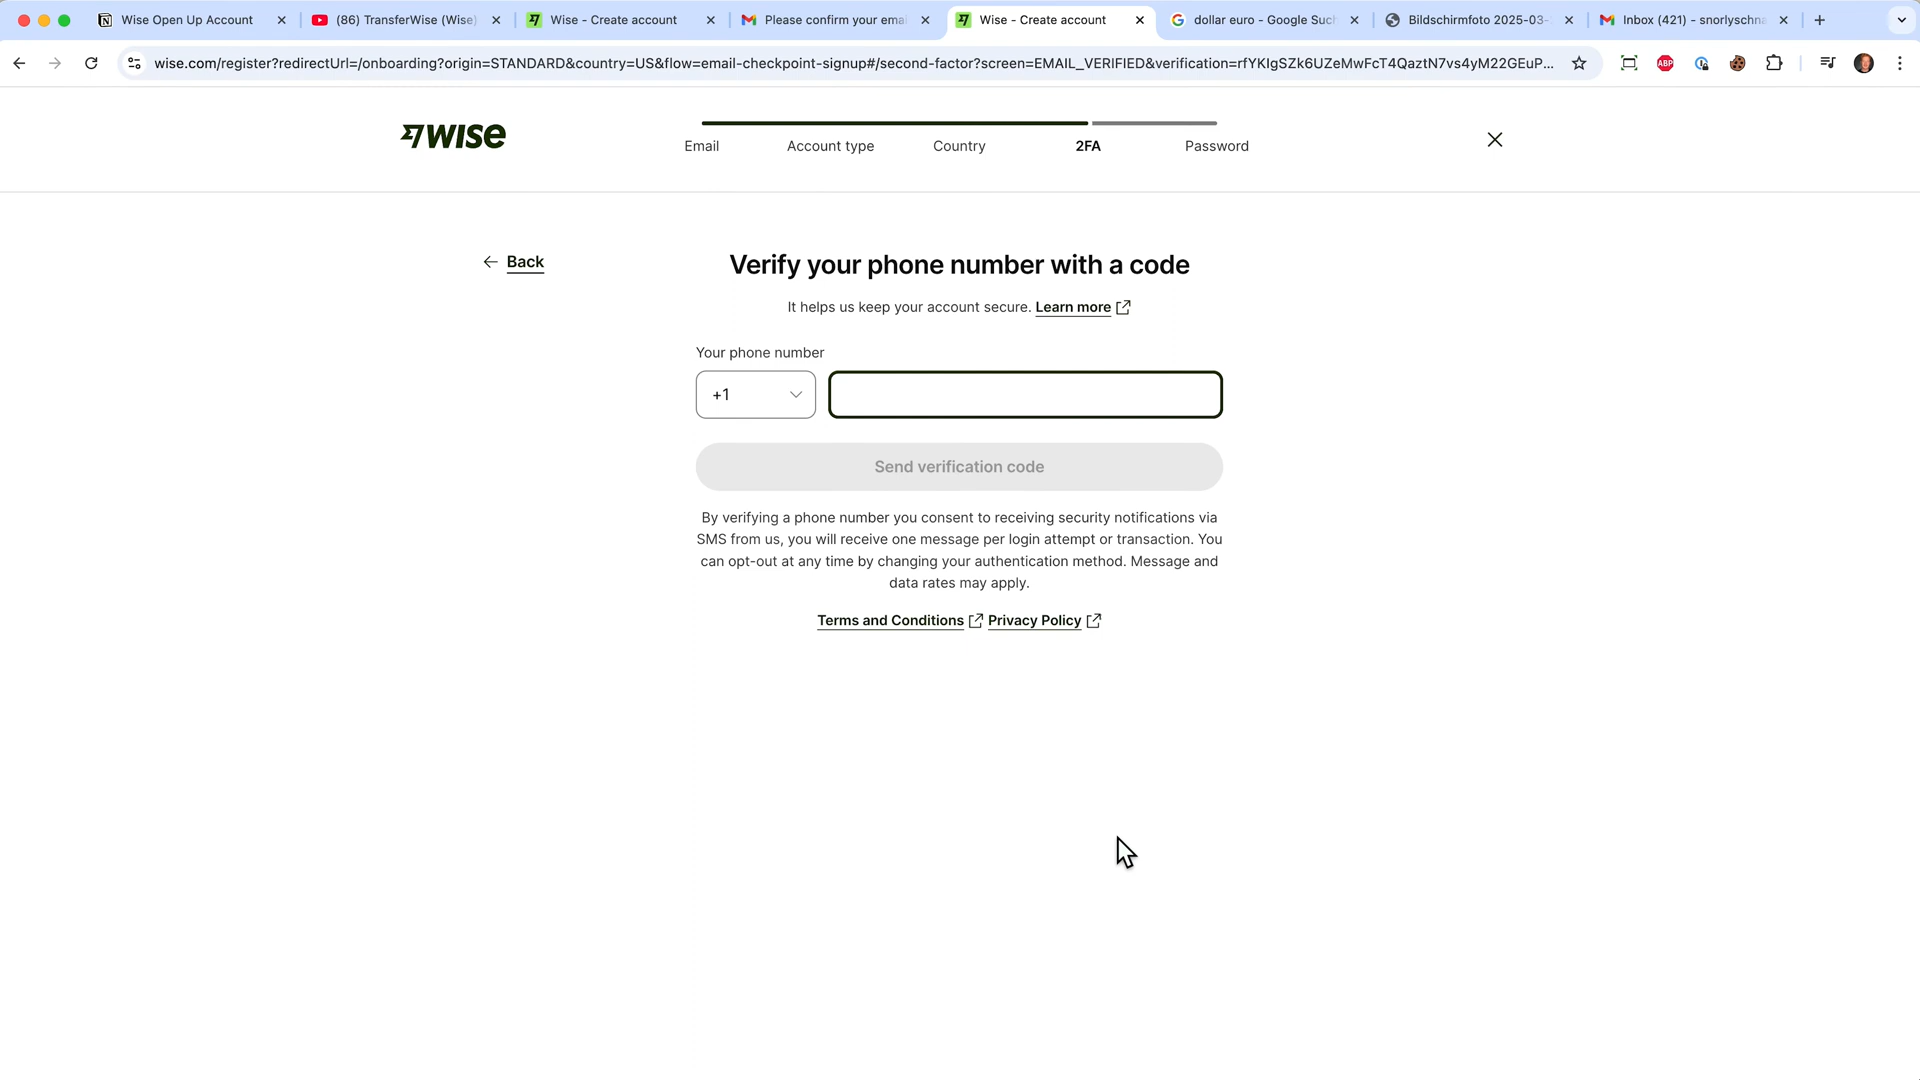 Wise Open Up Account
(86) TransferWise (Wise)
Wise - Create account
Please confirm your emai
Wise - Create account
dollar euro - Google Such
Bildschirmfoto 2025-03-
Inbox (421) - snorlyschna
wise.com/register?redirectUrl=/onboarding?origin=STANDARD&country=US&flow=email-checkpoint-signup#/second-factor?screen=EMAIL_VERIFIED&verification=rfYKIgSZk6UZeMwFcT4QaztN7vs4yM22GEuP...
ABP
WISE
Email
Account type
Country
2FA
Password
Back
Verify your phone number with a code
It helps us keep your account secure. Learn more
Your phone number
+1
Send verification code
By verifying a phone number you consent to receiving security notifications via
SMS from us, you will receive one message per login attempt or transaction. You
can opt-out at any time by changing your authentication method. Message and
data rates may apply.
Terms and Conditions Privacy Policy